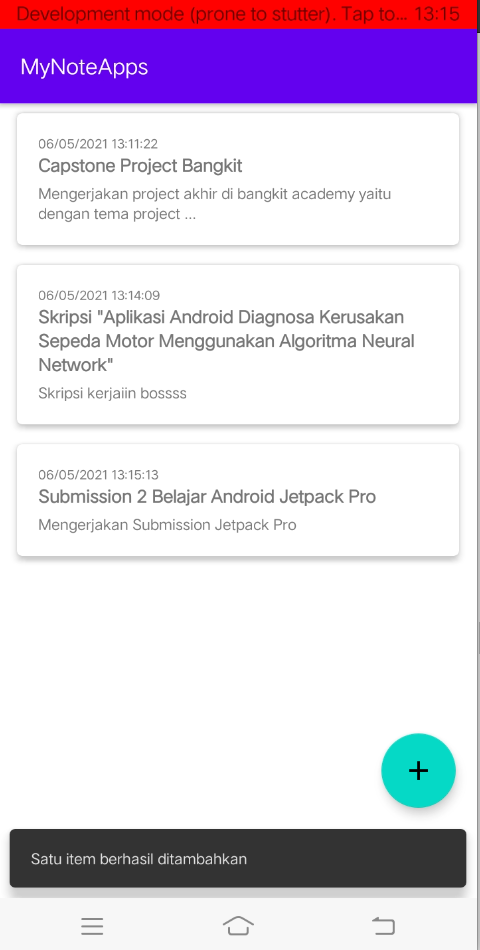 Development mode (prone to stutter). Tap to... 13:15
MyNoteApps
06/05/2021 13:11:22
Capstone Project Bangkit
Mengerjakan project akhir di bangkit academy yaitu
dengan tema project ...
06/05/2021 13:14:09
Skripsi "Aplikasi Android Diagnosa Kerusakan
Sepeda Motor Menggunakan Algoritma Neural
Network"
Skripsi kerjaiin bossss
06/05/2021 13:15:13
Submission 2 Belajar Android Jetpack Pro
Mengerjakan Submission Jetpack Pro
+
Satu item berhasil ditambahkan